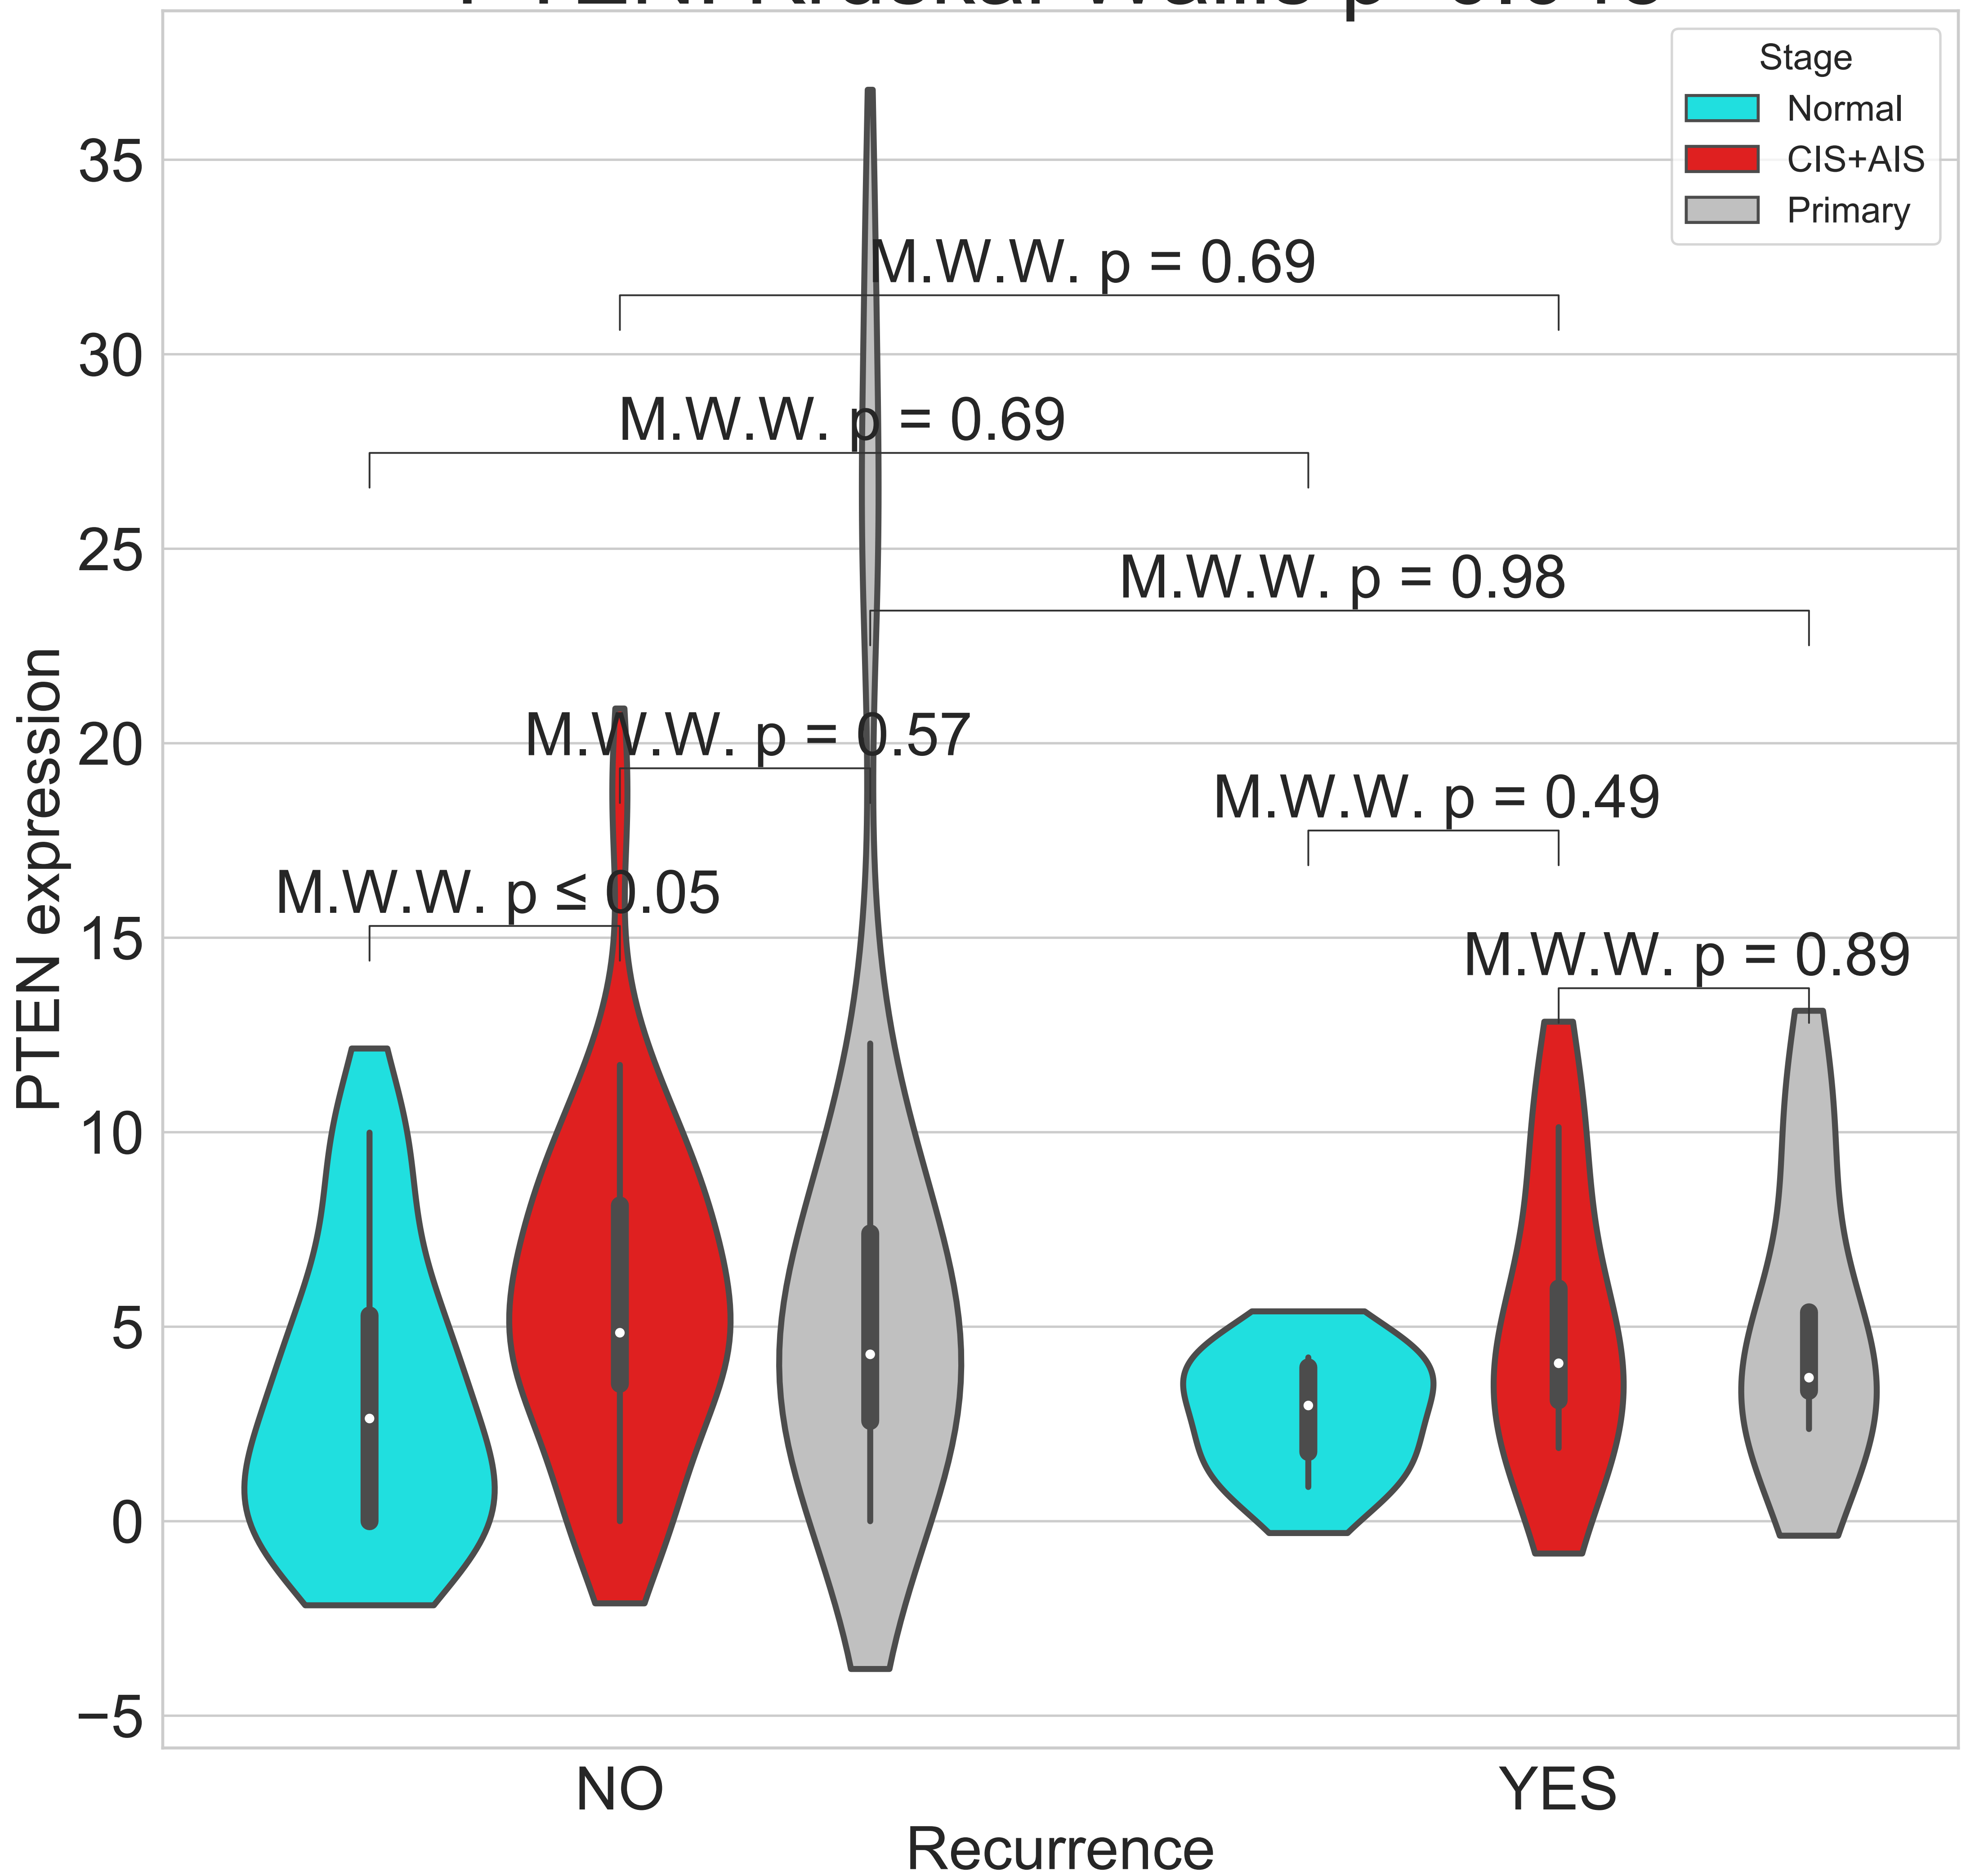 Stage
Normal
CIS+AIS
Primary
M.W.W. p = 0.69
M.W.W. p = 0.69
M.W.W. p = 0.98
M.W.W. p = 0.57
M.W.W. p = 0.49
M.W.W. p ≤ 0.05
M.W.W. p = 0.89
35
30
25
20
15
10
5
0
−5
PTEN expression
NO
YES
Recurrence